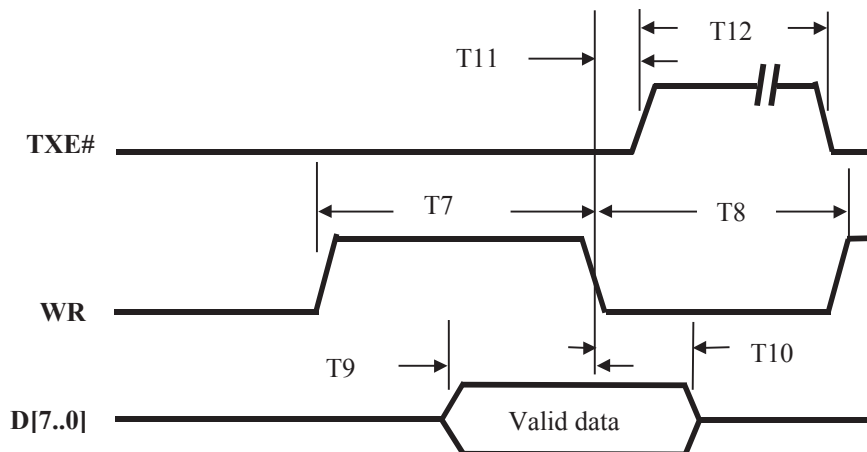 T12
T11
TXE#
T7
T8
WR
T9
T10
D[7..0]
Valid data